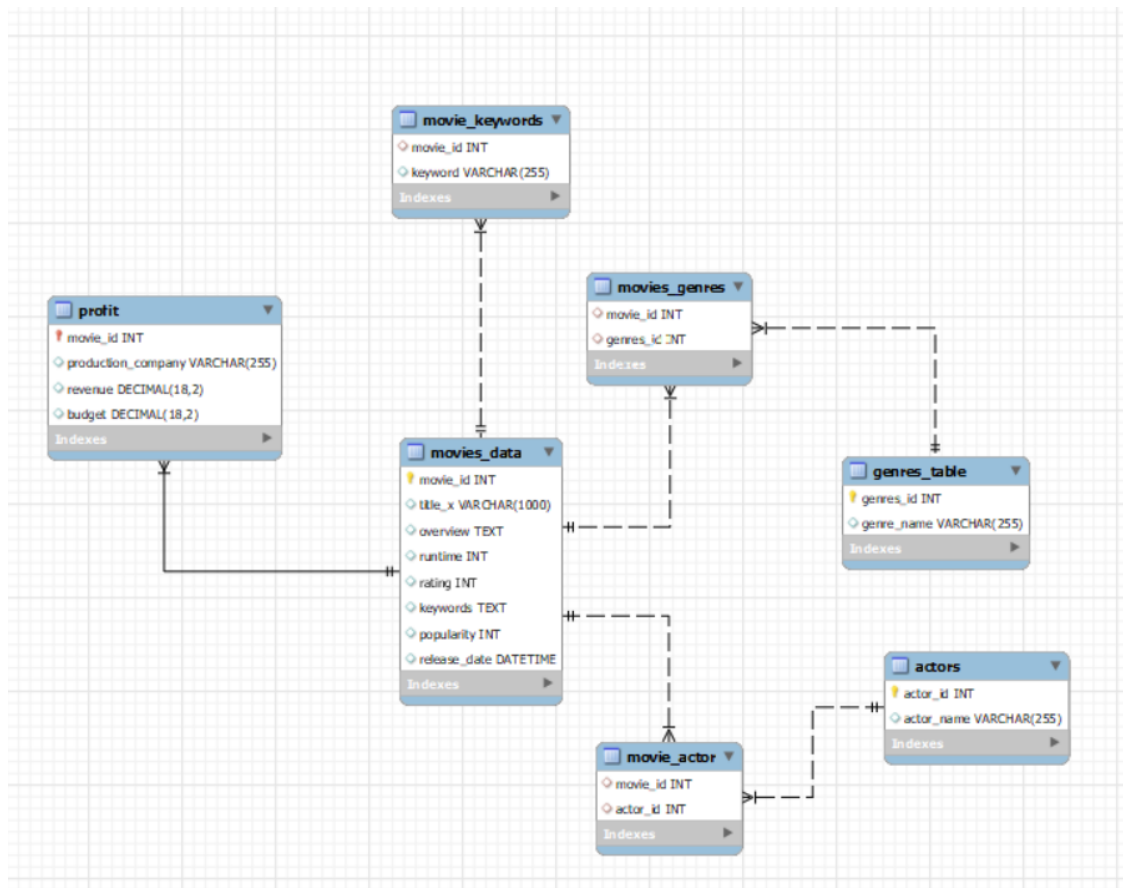 movie_keywords
movie_id INT
keyword VARCHAR(255)
Indexes
movies_genres
movie_id INT
genres_id INT
Indexes
profit
movie_id INT
production_company VARCHAR(255)
revenue DECIMAL(18,2)
budget DECIMAL(18,2)
Indexes
movies_data
movie_id INT
title_x VARCHAR(1000)
overview TEXT
runtime INT
rating INT
keywords TEXT
popularity INT
release_date DATETIME
Indexes
genres_table
genres_id INT
genre_name VARCHAR(255)
Indexes
actors
actor_id INT
actor_name VARCHAR(255)
Indexes
movie_actor
movie_id INT
actor_id INT
Indexes